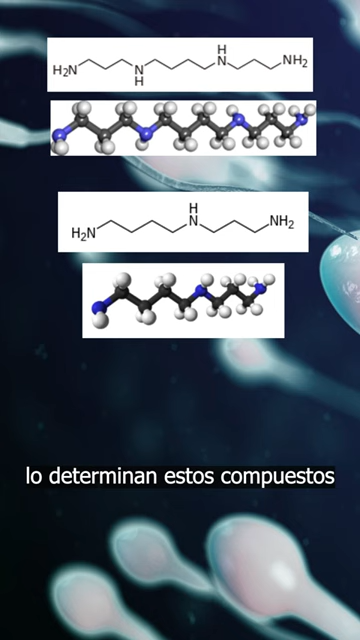 H₂N N H H N NH₂
H₂N H N NH₂
lo determinan estos compuestos